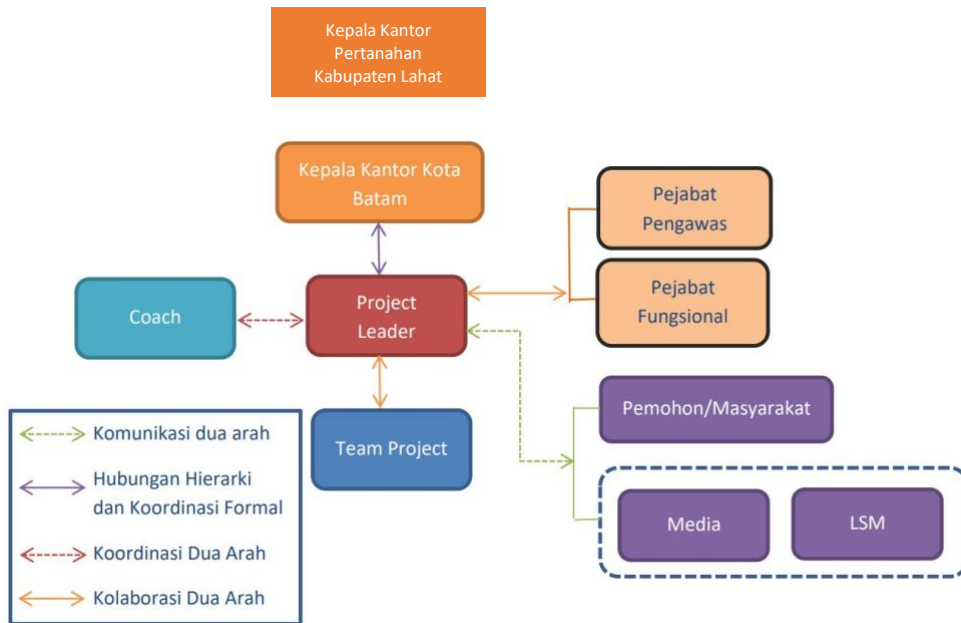 Kepala Kantor
Pertanahan
Kabupaten Lahat
Kepala Kantor Kota
Batam
Pejabat
Pengawas
Coach
Project
Leader
Pejabat
Fungsional
Pemohon/Masyarakat
Team Project
Media
LSM
Komunikasi dua arah
Hubungan Hierarki
dan Koordinasi Formal
Koordinasi Dua Arah
Kolaborasi Dua Arah